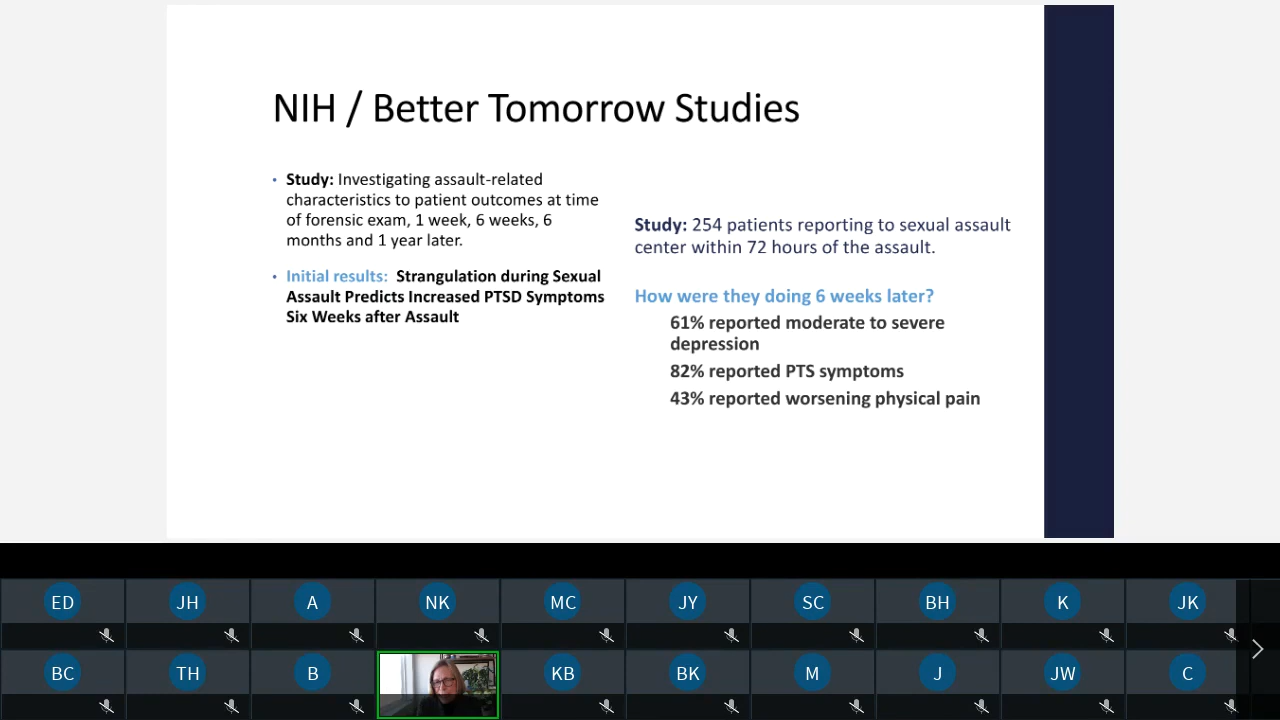 NIH / Better Tomorrow Studies
• Study: Investigating assault-related
characteristics to patient outcomes at time
of forensic exam, 1 week, 6 weeks, 6
months and 1 year later.
• Initial results: Strangulation during Sexual
Assault Predicts Increased PTSD Symptoms
Six Weeks after Assault
Study: 254 patients reporting to sexual assault
center within 72 hours of the assault.
How were they doing 6 weeks later?
61% reported moderate to severe
depression
82% reported PTS symptoms
43% reported worsening physical pain
ED JH A NK MC JY SC BH K JK
BC TH B KB BK M J JW C